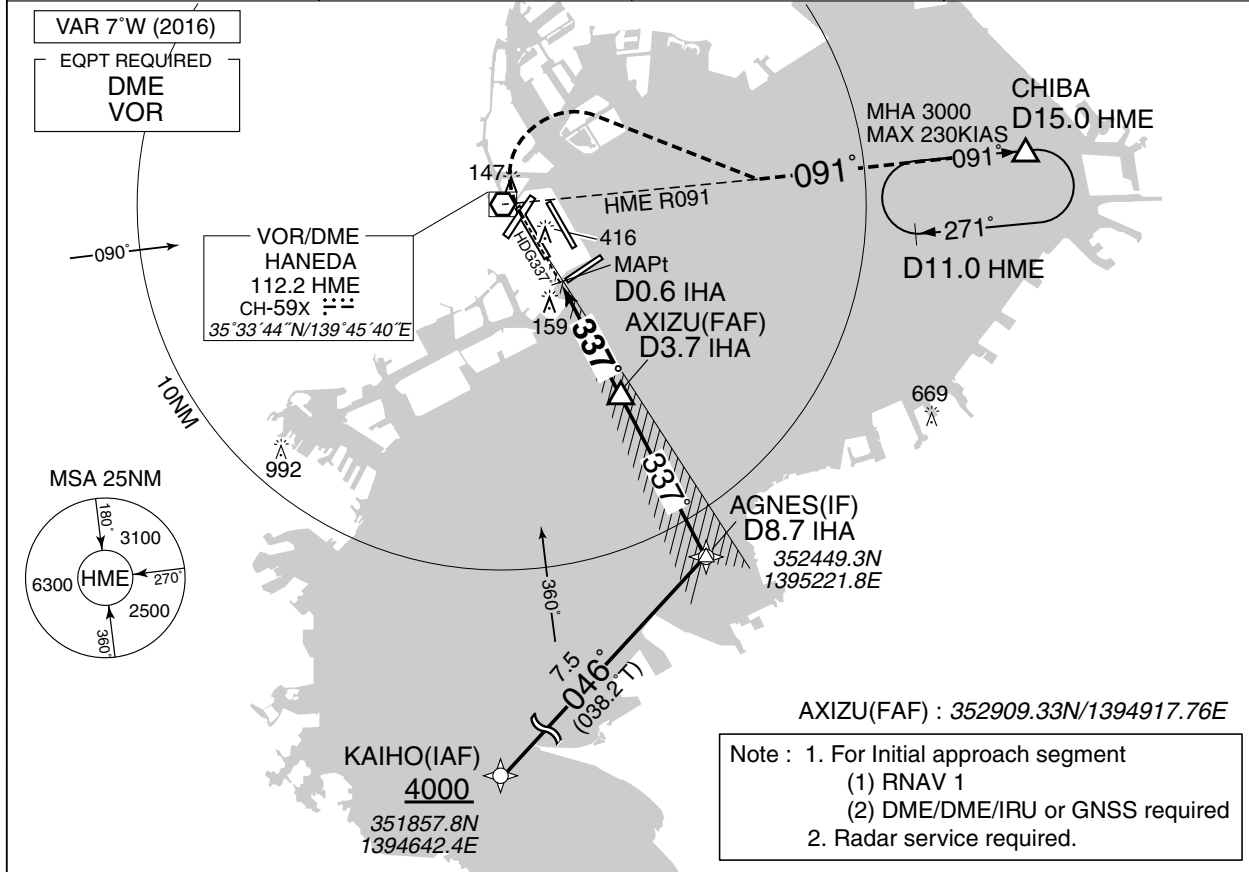 VAR 7°W (2016)
EQPT REQUIRED
DME
VOR
CHIBA
D15.0 HME
MHA 3000
MAX 230KIAS
091°
091°
271°
D11.0 HME
HME R091
147
416
090°
VOR/DME
HANEDA
112.2 HME
CH-59X
35°33´44˝N/139°45´40˝E
HDG337°
MAPt
D0.6 IHA
159
AXIZU(FAF)
D3.7 IHA
337°
337°
10NM
992
669
MSA 25NM
180°
3100
6300
HME
270°
2500
360°
AGNES(IF)
D8.7 IHA
352449.3N
1395221.8E
360°
7.5
046°
(038.2°T)
KAIHO(IAF)
4000
351857.8N
1394642.4E
AXIZU(FAF) : 352909.33N/1394917.76E
Note : 1. For Initial approach segment
(1) RNAV 1
(2) DME/DME/IRU or GNSS required
2. Radar service required.